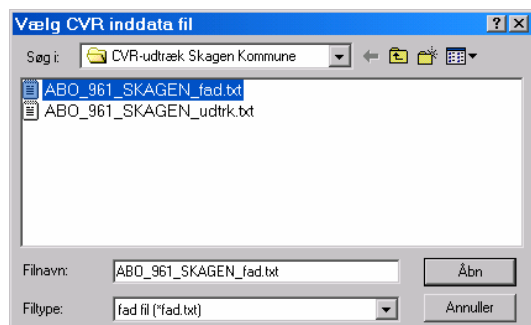 Vælg CVR inddata fil
Søg i: CVR-udtræk Skagen Kommune
ABO_961_SKAGEN_fad.txt
ABO_961_SKAGEN_udtrk.txt
Filnavn: ABO_961_SKAGEN_fad.txt Åbn
Filtype: fad fil (*fad.txt) Annuller